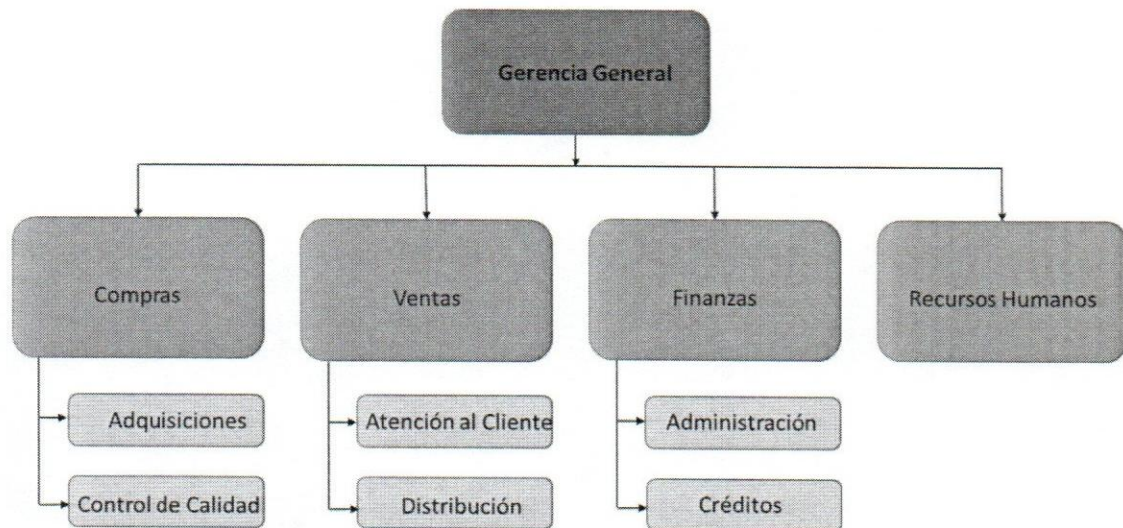 Gerencia General
Compras
Ventas
Finanzas
Recursos Humanos
Adquisiciones
Atención al Cliente
Administración
Control de Calidad
Distribución
Créditos